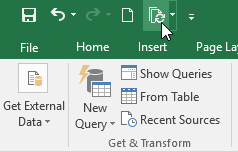 File Home Insert Page La
Get External
Data
New
Query
Show Queries
From Table
Recent Sources
Get & Transform